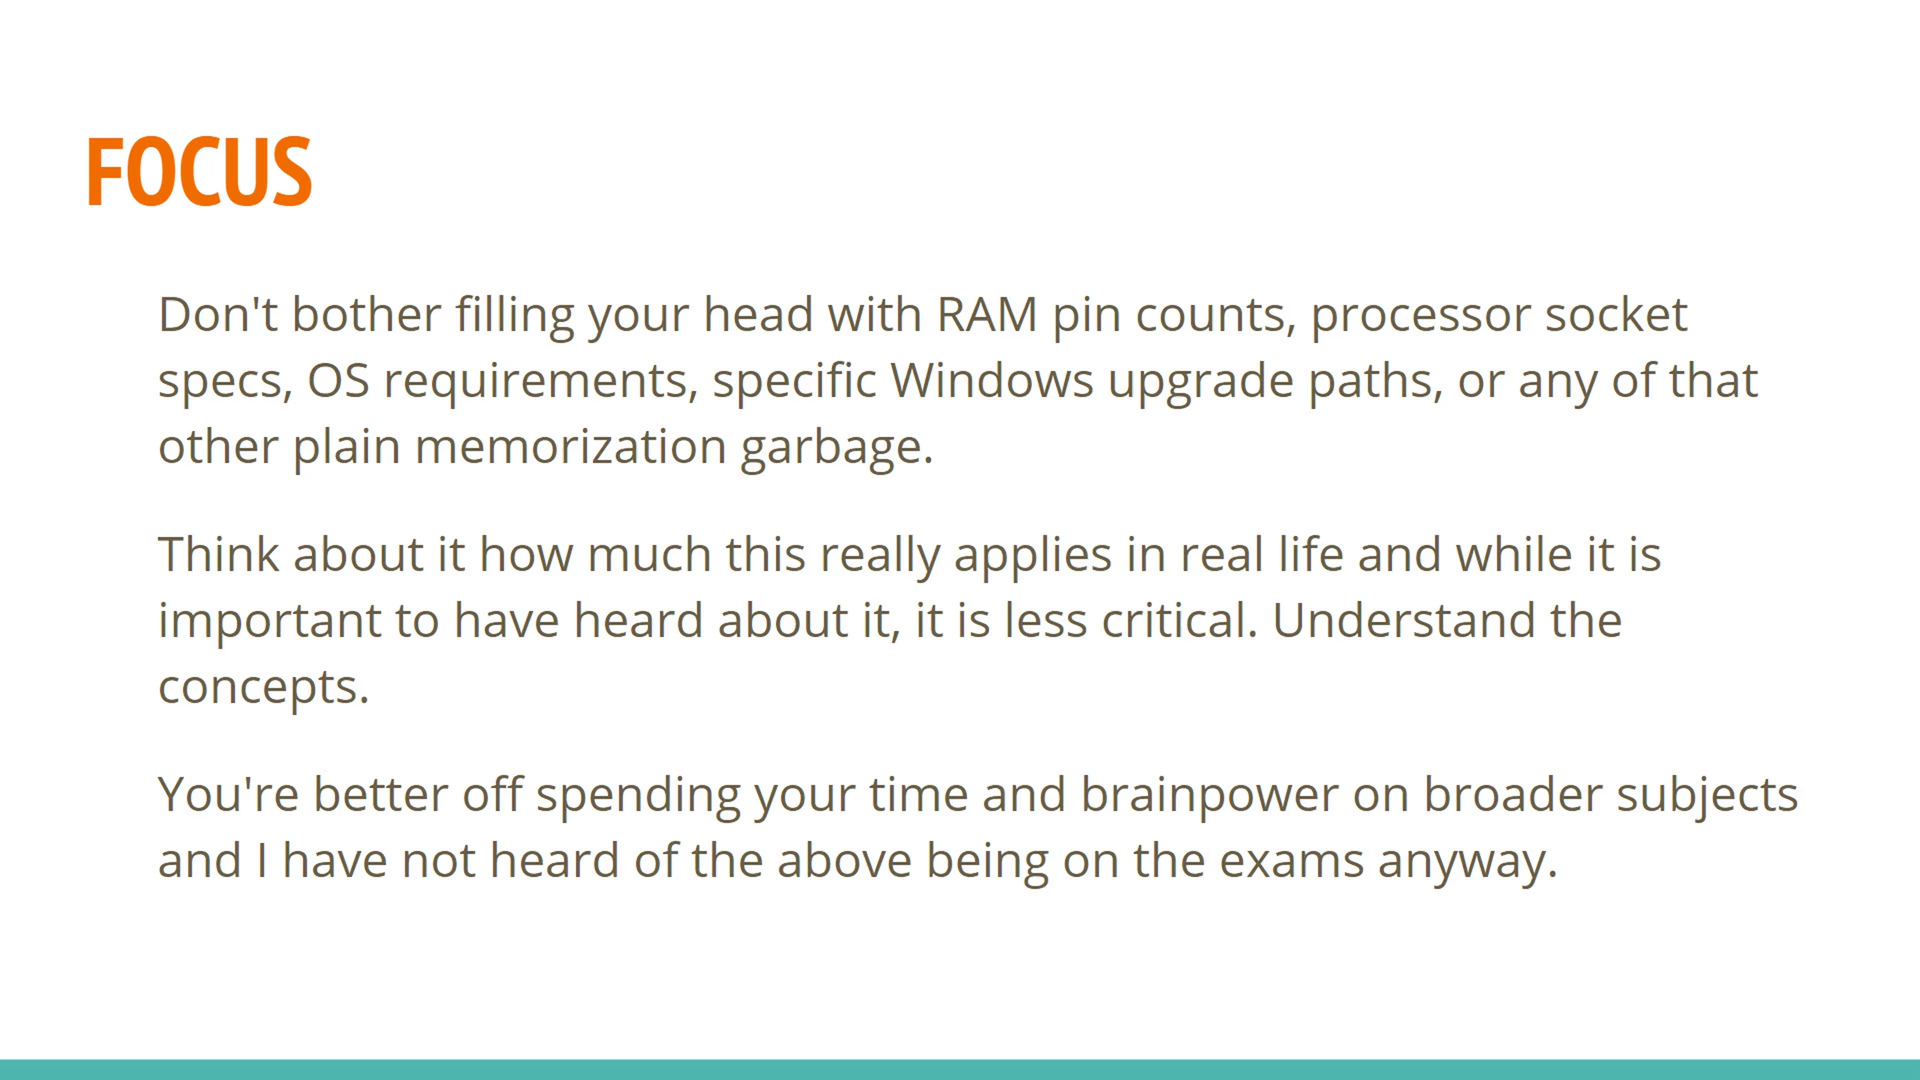 FOCUS
Don't bother filling your head with RAM pin counts, processor socket
specs, OS requirements, specific Windows upgrade paths, or any of that
other plain memorization garbage.
Think about it how much this really applies in real life and while it is
important to have heard about it, it is less critical. Understand the
concepts.
You're better off spending your time and brainpower on broader subjects
and I have not heard of the above being on the exams anyway.